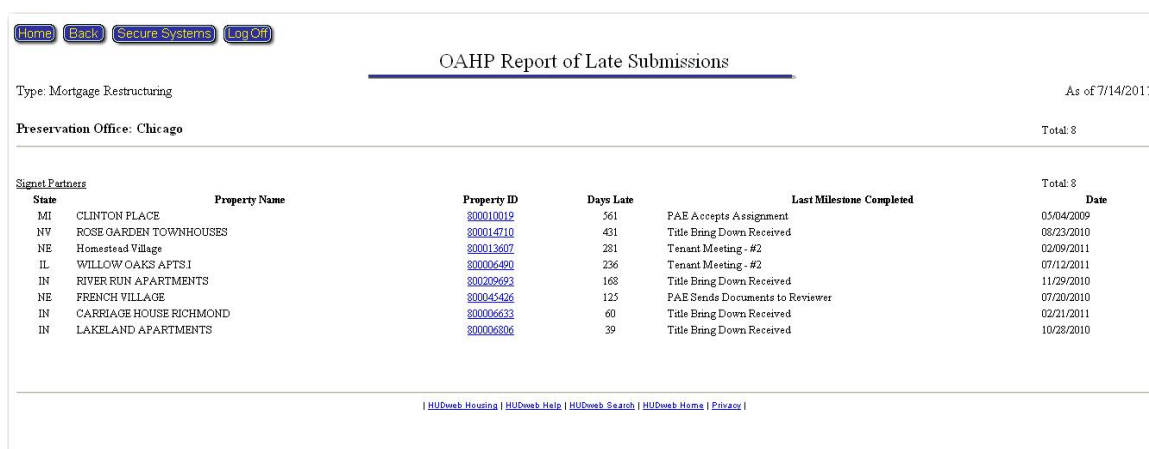 Home Back Secure Systems Log Off
OAHP Report of Late Submissions
Type: Mortgage Restructuring As of 7/14/2011
Preservation Office: Chicago Total: 8
Signet Partners Total: 8
State Property Name Property ID Days Late Last Milestone Completed Date
MI CLINTON PLACE 800010019 561 PAE Accepts Assignment 05/04/2009
NV ROSE GARDEN TOWNHOUSES 800014710 431 Title Bring Down Received 08/23/2010
NE Homestead Village 800013607 281 Tenant Meeting - #2 02/09/2011
IL WILLOW OAKS APTS.I 800006490 236 Tenant Meeting - #2 07/12/2011
IN RIVER RUN APARTMENTS 800209693 168 Title Bring Down Received 11/29/2010
NE FRENCH VILLAGE 800045426 125 PAE Sends Documents to Reviewer 07/20/2010
IN CARRIAGE HOUSE RICHMOND 800006633 60 Title Bring Down Received 02/21/2011
IN LAKELAND APARTMENTS 800006806 39 Title Bring Down Received 10/28/2010
| HUDweb Housing | HUDweb Help | HUDweb Search | HUDweb Home | Privacy |